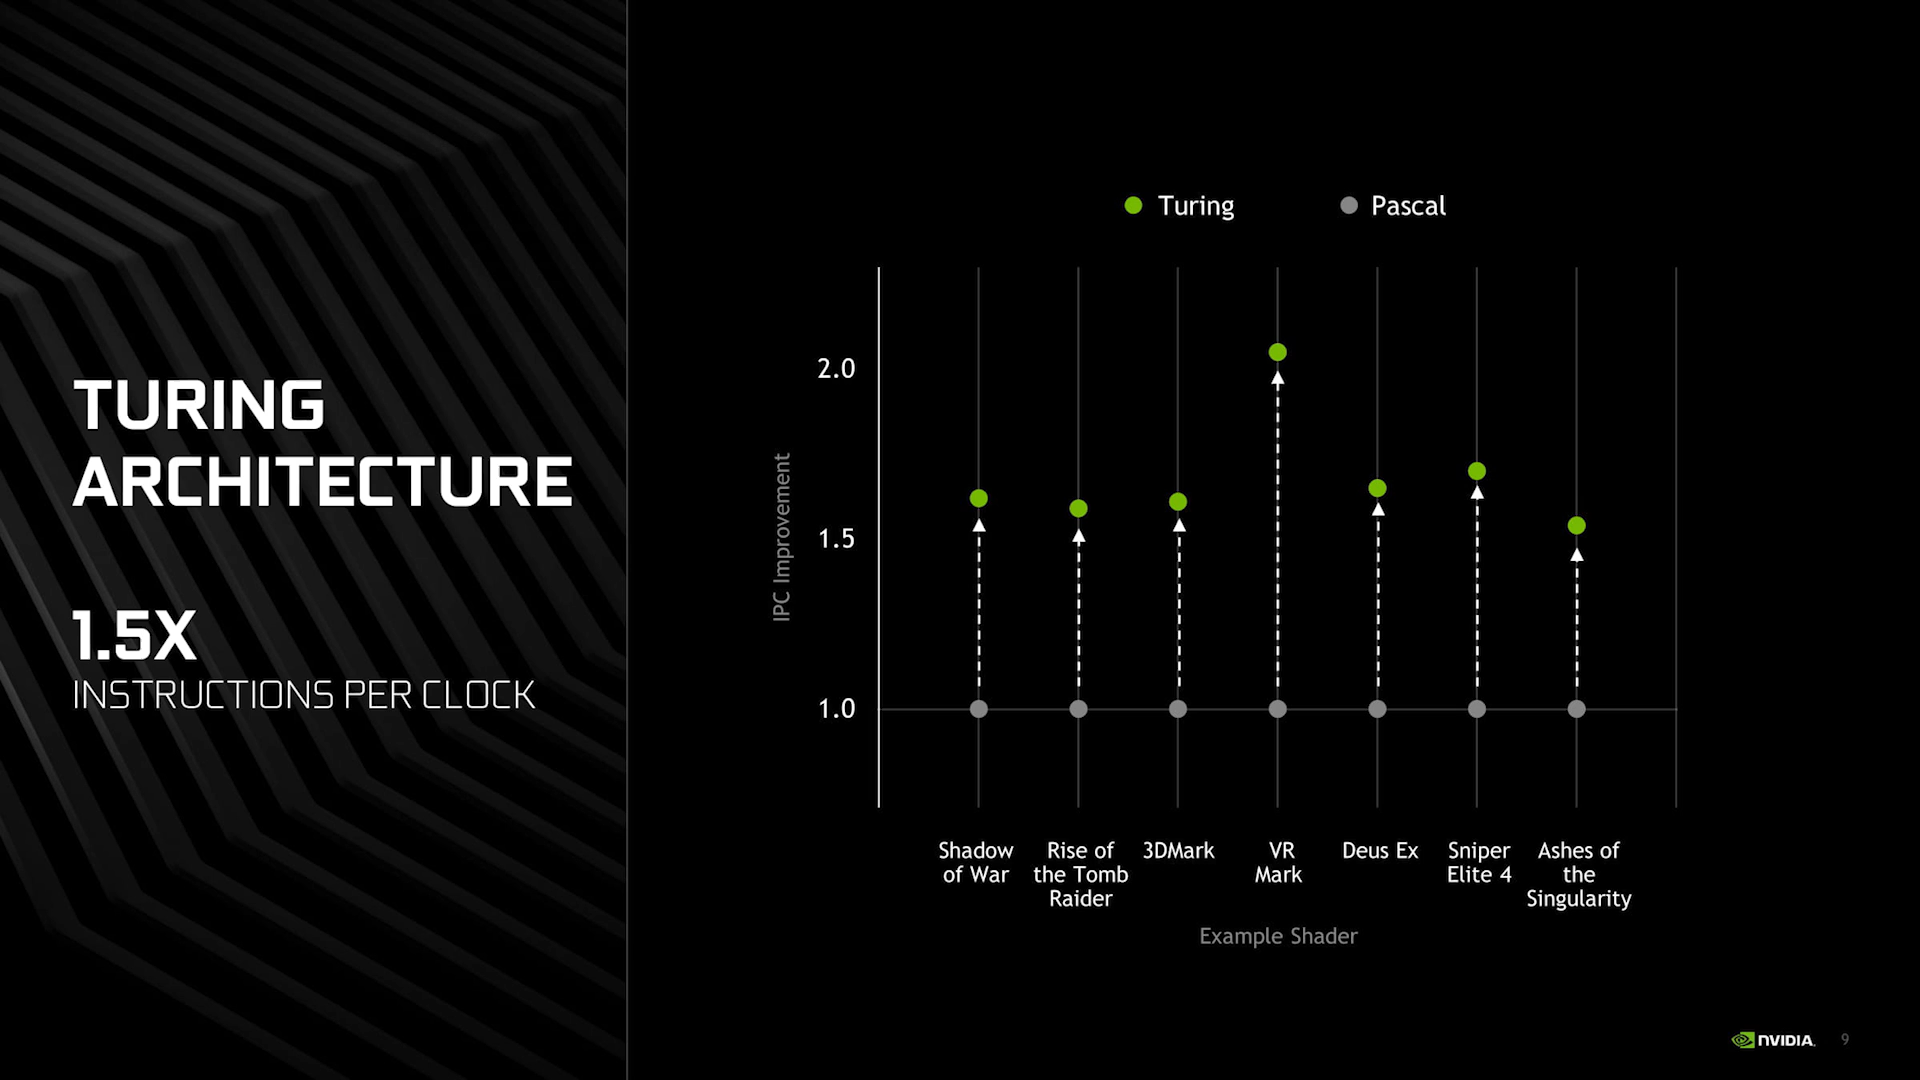 TURING
ARCHITECTURE
1.5X
INSTRUCTIONS PER CLOCK
Turing
Pascal
2.0
1.5
1.0
IPC Improvement
Shadow
of War
Rise of
the Tomb
Raider
3DMark
VR
Mark
Deus Ex
Sniper
Elite 4
Ashes of
the
Singularity
Example Shader
NVIDIA.
9